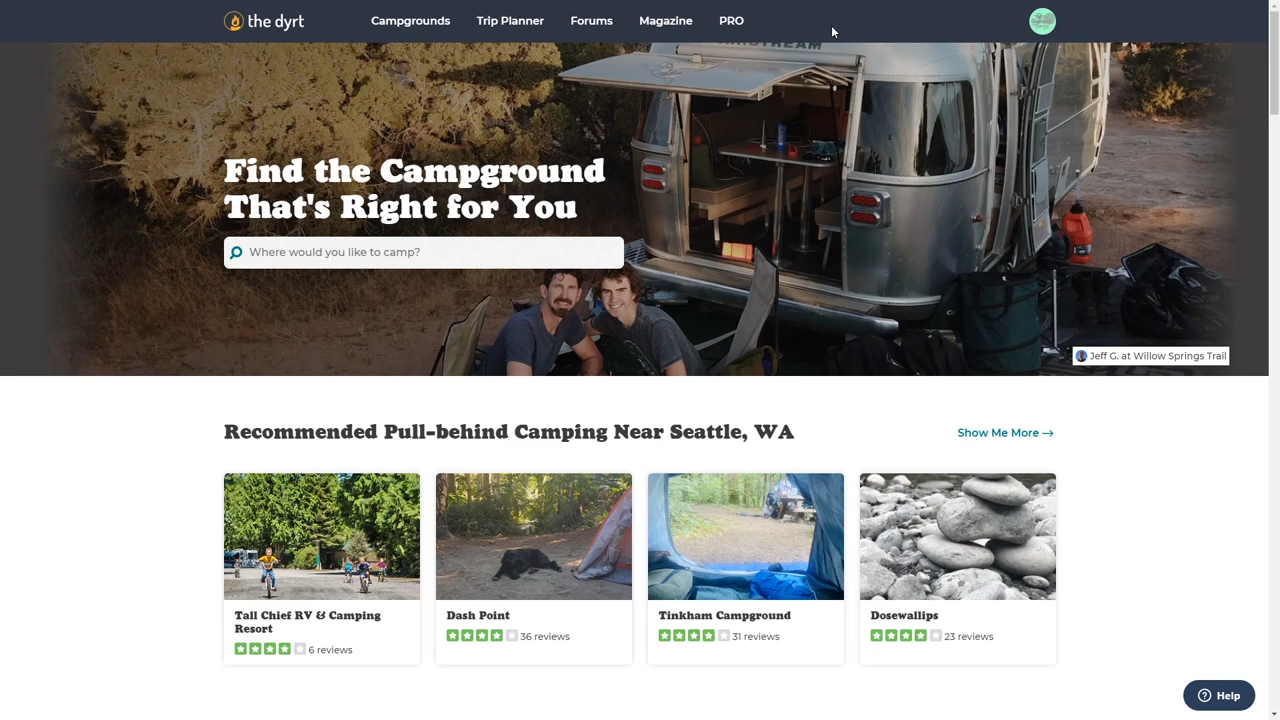 the dyrt
Campgrounds
Trip Planner
Forums
Magazine
PRO
Find the Campground
That's Right for You
Where would you like to camp?
Jeff G. at Willow Springs Trail
Recommended Pull-behind Camping Near Seattle, WA
Show Me More →
Tall Chief RV & Camping
Resort
6 reviews
Dash Point
36 reviews
Tinkham Campground
31 reviews
Dosewallips
23 reviews
Help